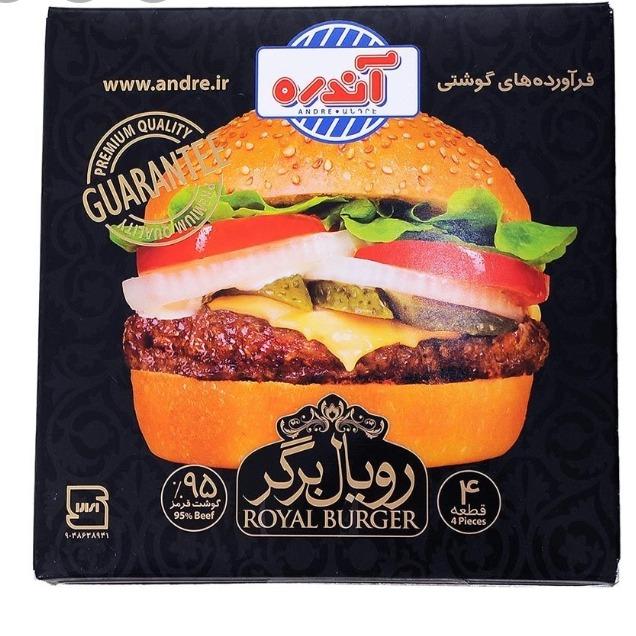 www.andre.ir
آندره
ANDRE • ԱՆԴՐԷ
فرآورده‌های گوشتی
PREMIUM QUALITY
GUARANTEE
PREMIUM QUALITY
رویال برگر
ROYAL BURGER
٪۹۵
گوشت قرمز
95% Beef
۴
قطعه
4 Pieces